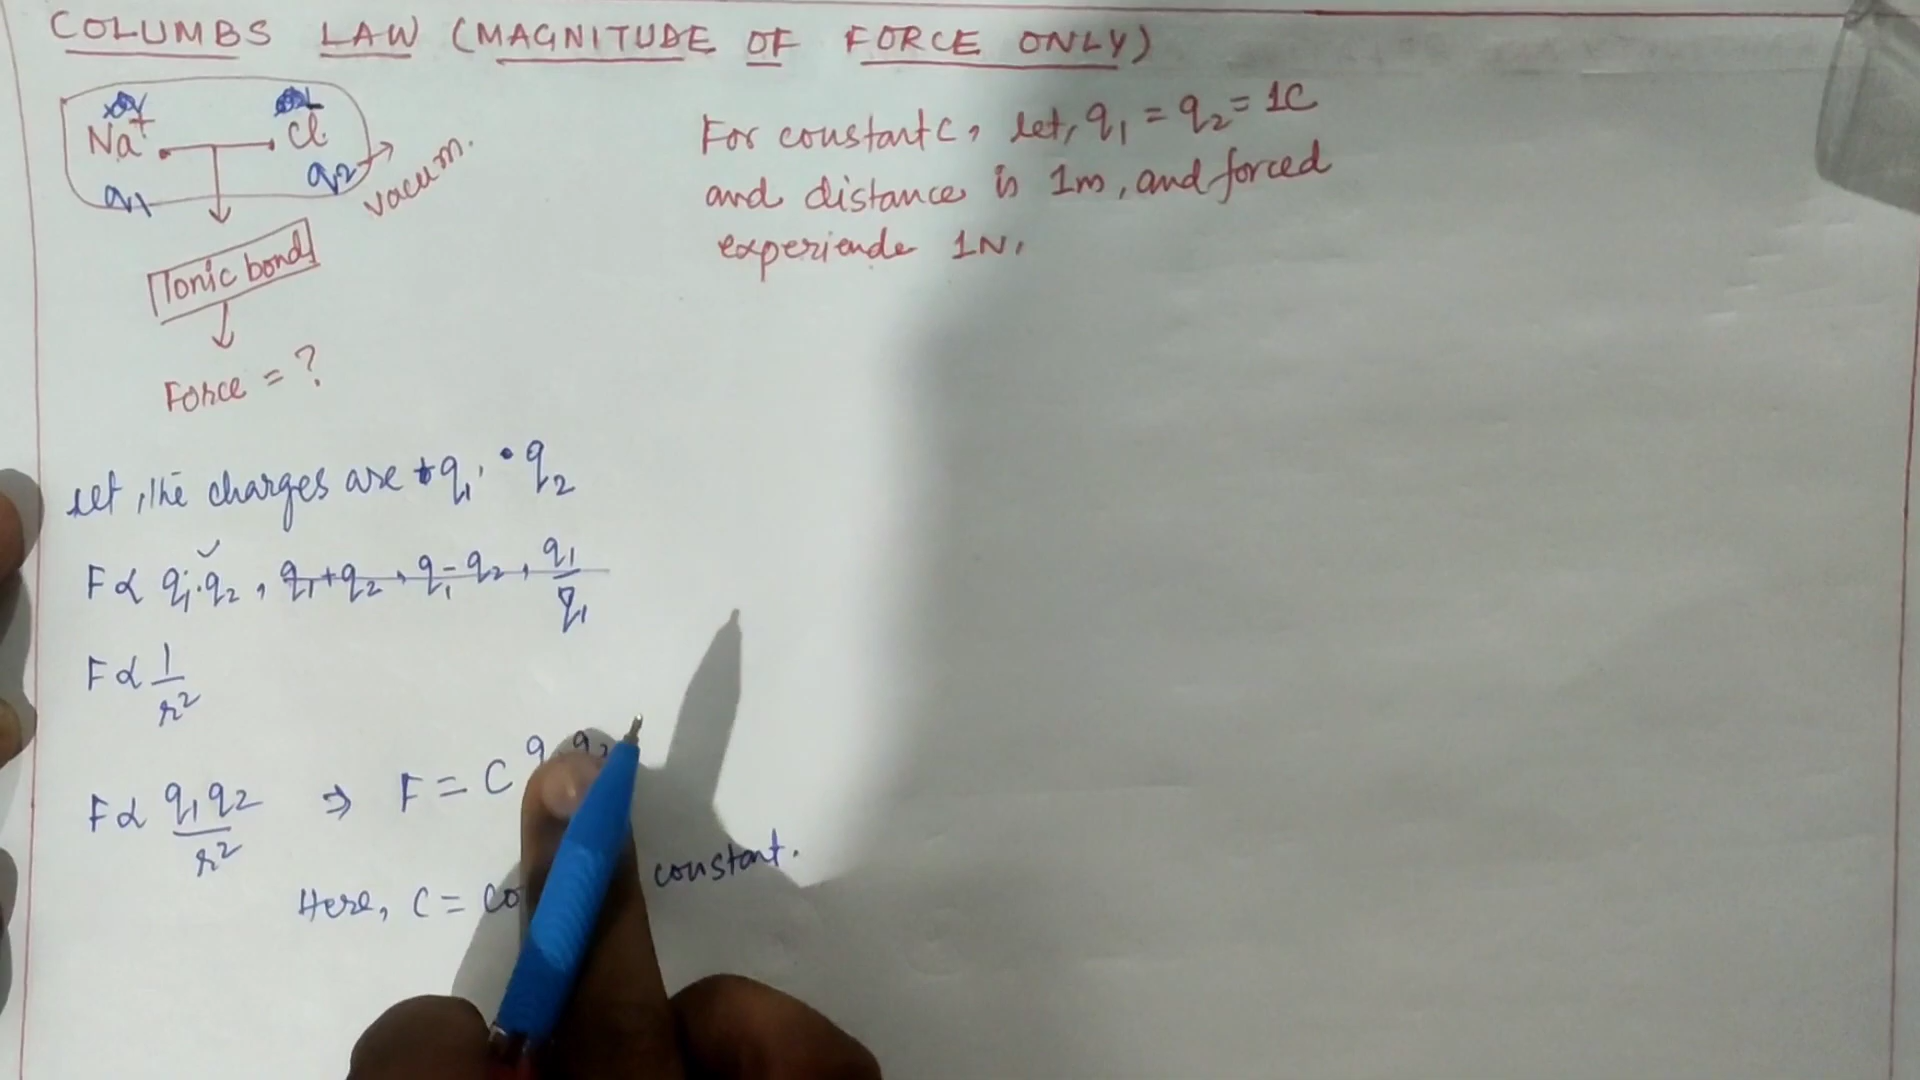 COLUMBS LAW (MAGNITUDE OF FORCE ONLY)
Na⁺ Cl
q1 q2
vacum.
Ionic bond
Force = ?
Let, the charges are q₁ • q₂
F∝ q₁.q₂, q₁+q₂, q₁-q₂, q₁/q₁
F∝ 1/r²
F∝ q₁q₂/r² ⇒ F = C q q₂
Here, C = constant.
For constant C, let, q₁ = q₂ = 1C
and distance is 1m, and forced
experiende 1N,